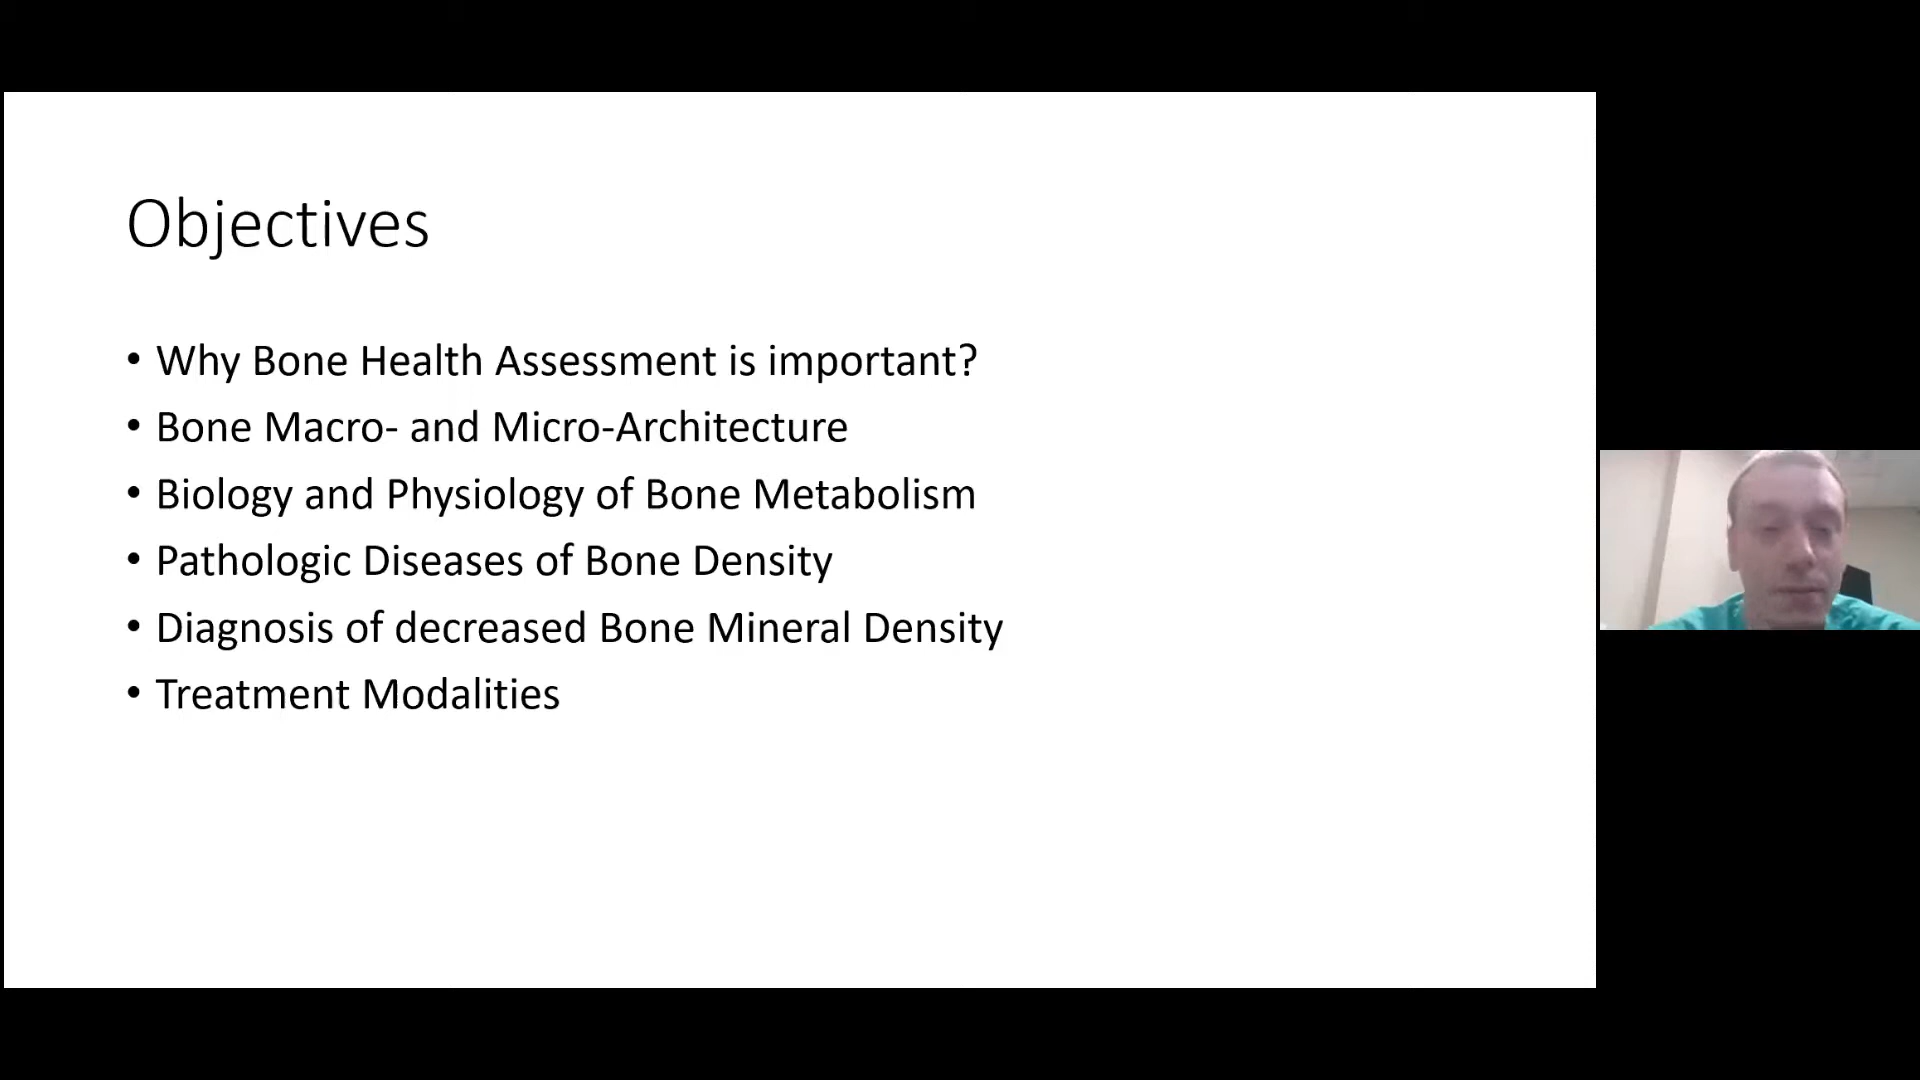 Objectives
• Why Bone Health Assessment is important?
• Bone Macro- and Micro-Architecture
• Biology and Physiology of Bone Metabolism
• Pathologic Diseases of Bone Density
• Diagnosis of decreased Bone Mineral Density
• Treatment Modalities